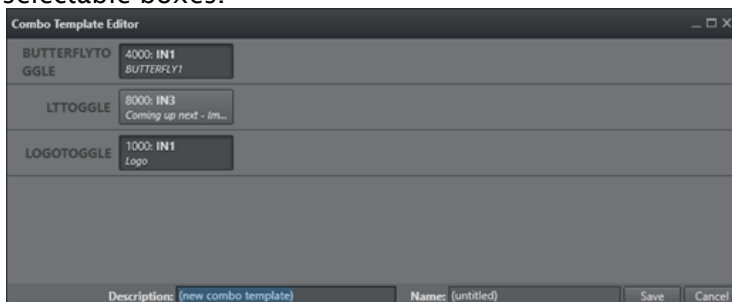 selectable boxes.
Combo Template Editor
BUTTERFLYTO
GGLE
4000: IN1
BUTTERFLY1
LTTOGGLE
8000: IN3
Coming up next - Im...
LOGOTOGGLE
1000: IN1
Logo
Description: (new combo template) Name: (untitled) Save Cancel